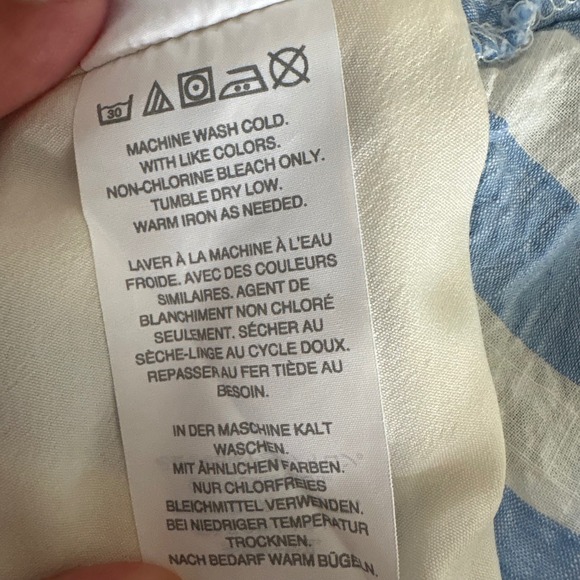 30
MACHINE WASH COLD.
WITH LIKE COLORS.
NON-CHLORINE BLEACH ONLY.
TUMBLE DRY LOW.
WARM IRON AS NEEDED.
LAVER À LA MACHINE À L'EAU
FROIDE. AVEC DES COULEURS
SIMILAIRES. AGENT DE
BLANCHIMENT NON CHLORÉ
SEULEMENT. SÉCHER AU
SÈCHE-LINGE AU CYCLE DOUX.
REPASSER AU FER TIÈDE AU
BESOIN.
IN DER MASCHINE KALT
WASCHEN.
MIT ÄHNLICHEN FARBEN.
NUR CHLORFREIES
BLEICHMITTEL VERWENDEN.
BEI NIEDRIGER TEMPERATUR
TROCKNEN.
NACH BEDARF WARM BÜGELN.